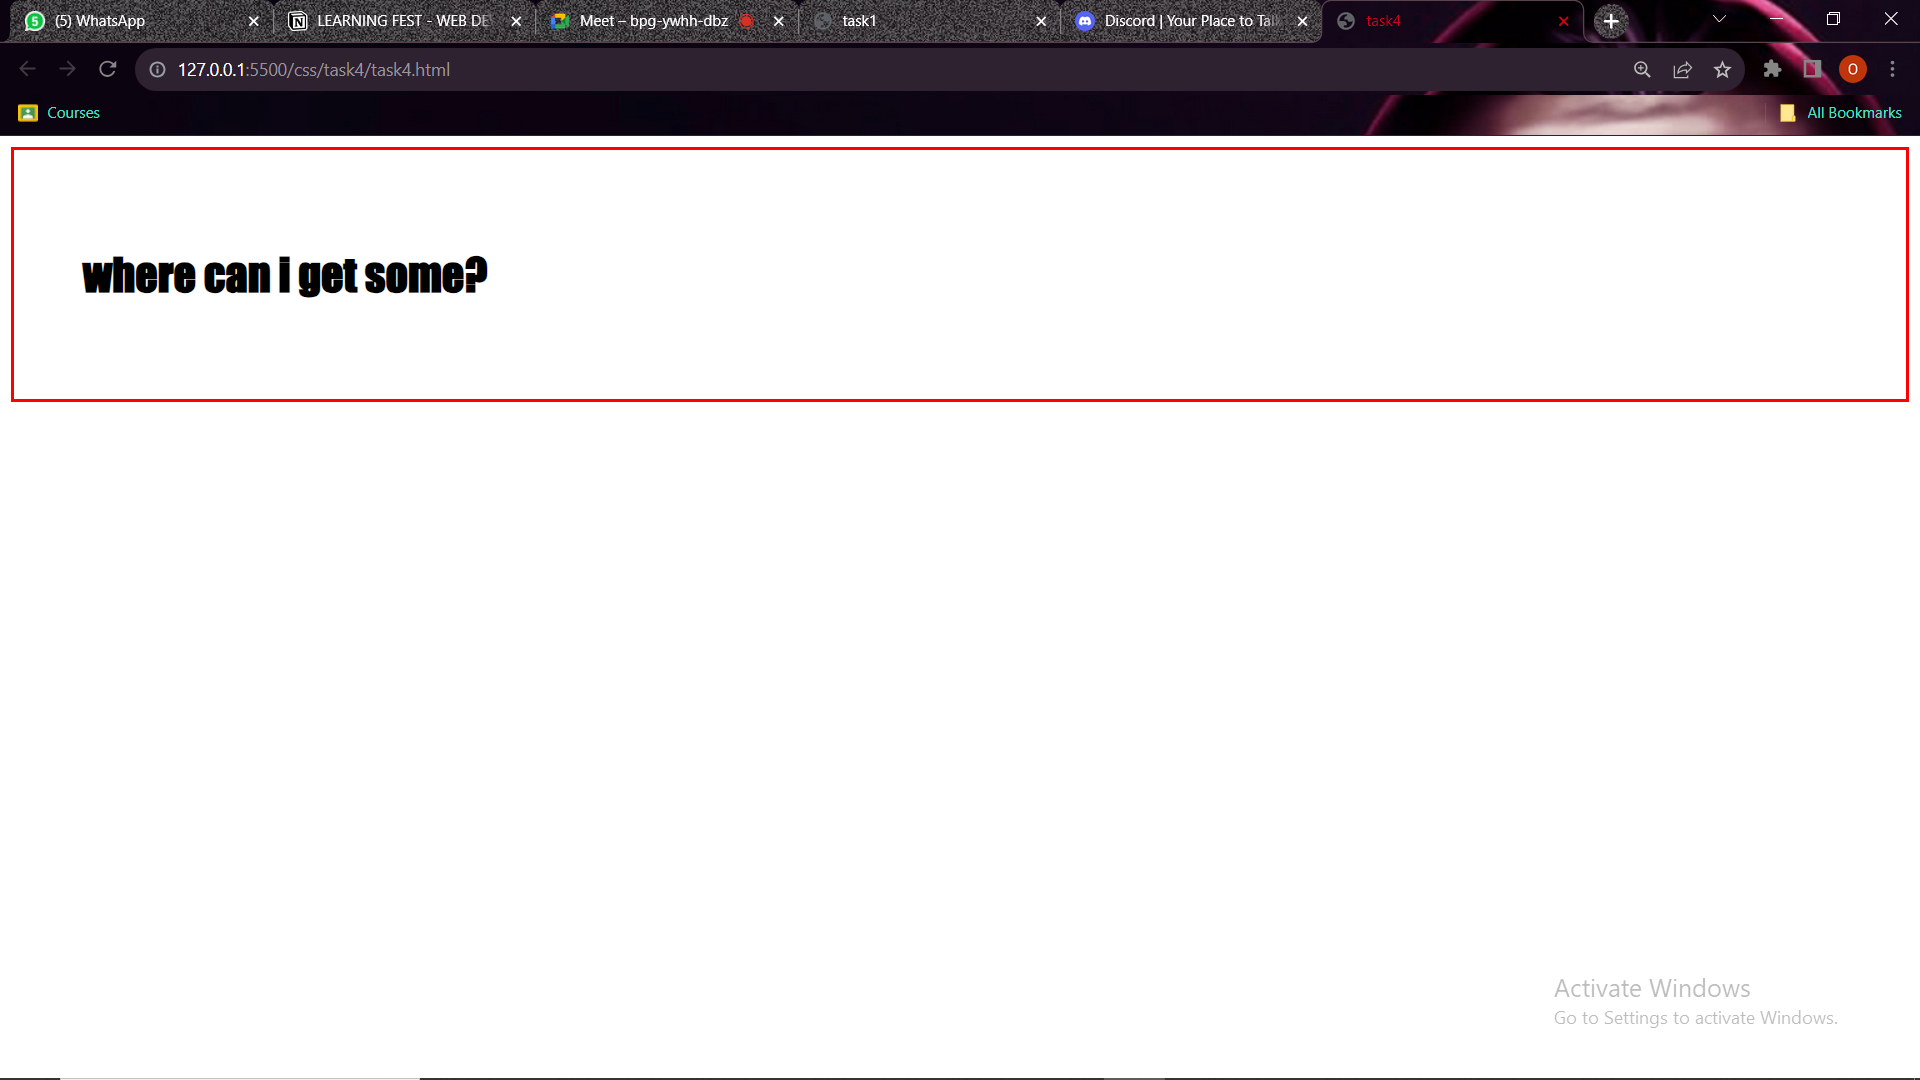 5 (5) WhatsApp
LEARNING FEST - WEB DE
Meet – bpg-ywhh-dbz
task1
Discord | Your Place to Tal
task4
127.0.0.1:5500/css/task4/task4.html
O
Courses
All Bookmarks
where can i get some?
Activate Windows
Go to Settings to activate Windows.